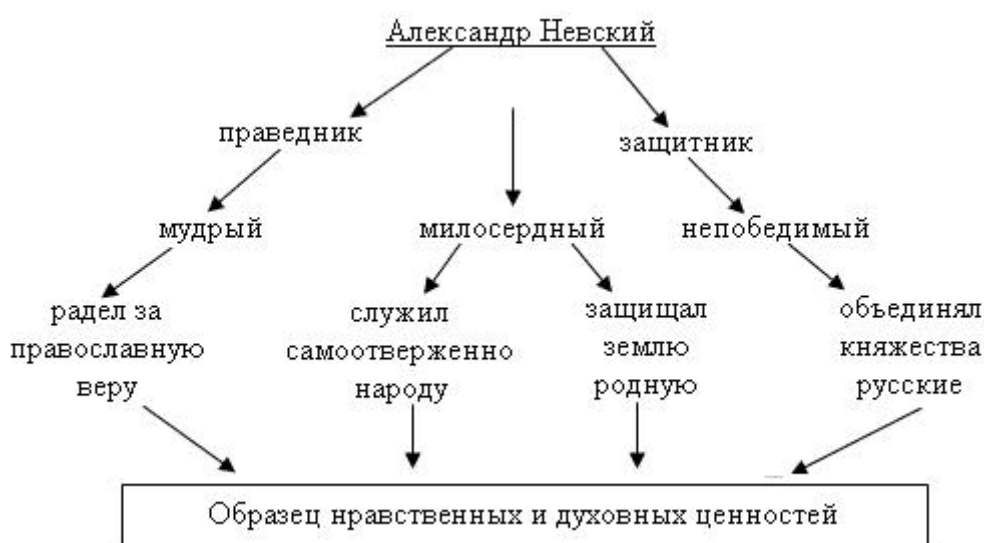 Александр Невский
праведник
защитник
мудрый
милосердный
непобедимый
радел за
православную
веру
служил
самоотверженно
народу
защищал
землю
родную
объединял
княжества
русские
Образец нравственных и духовных ценностей